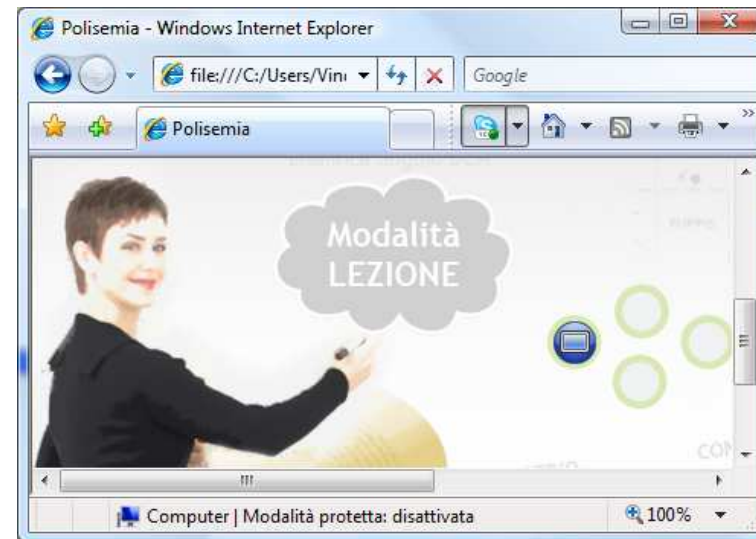 Polisemia - Windows Internet Explorer
file:///C:/Users/Vin
Google
Polisemia
Modalità
LEZIONE
Computer | Modalità protetta: disattivata
100%